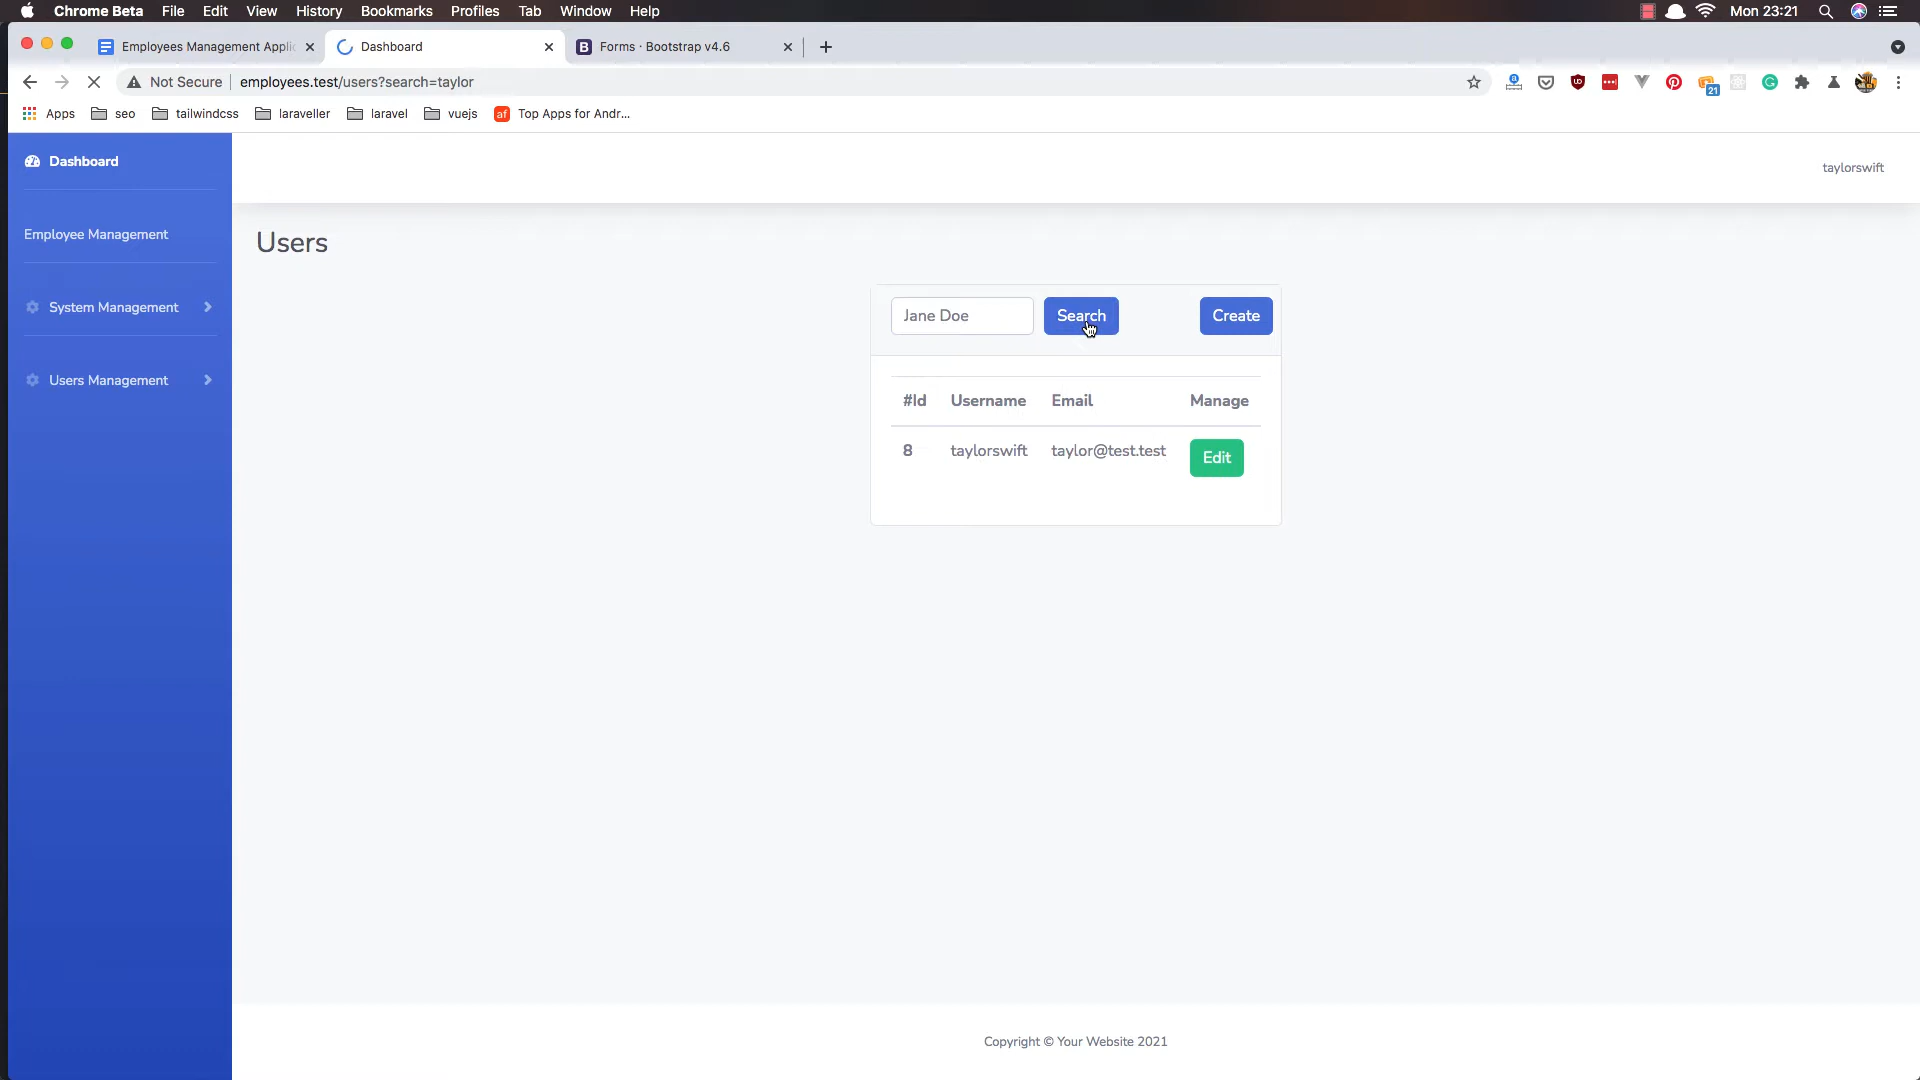 Chrome Beta File Edit View History Bookmarks Profiles Tab Window Help Mon 23:21
Employees Management Applic Dashboard Forms · Bootstrap v4.6
Not Secure employees.test/users?search=taylor 21
Apps seo tailwindcss laraveller laravel vuejs af Top Apps for Andr...
Dashboard
taylorswift
Employee Management
Users
System Management
Jane Doe Search Create
Users Management
#Id Username Email Manage
8 taylorswift taylor@test.test Edit
Copyright © Your Website 2021